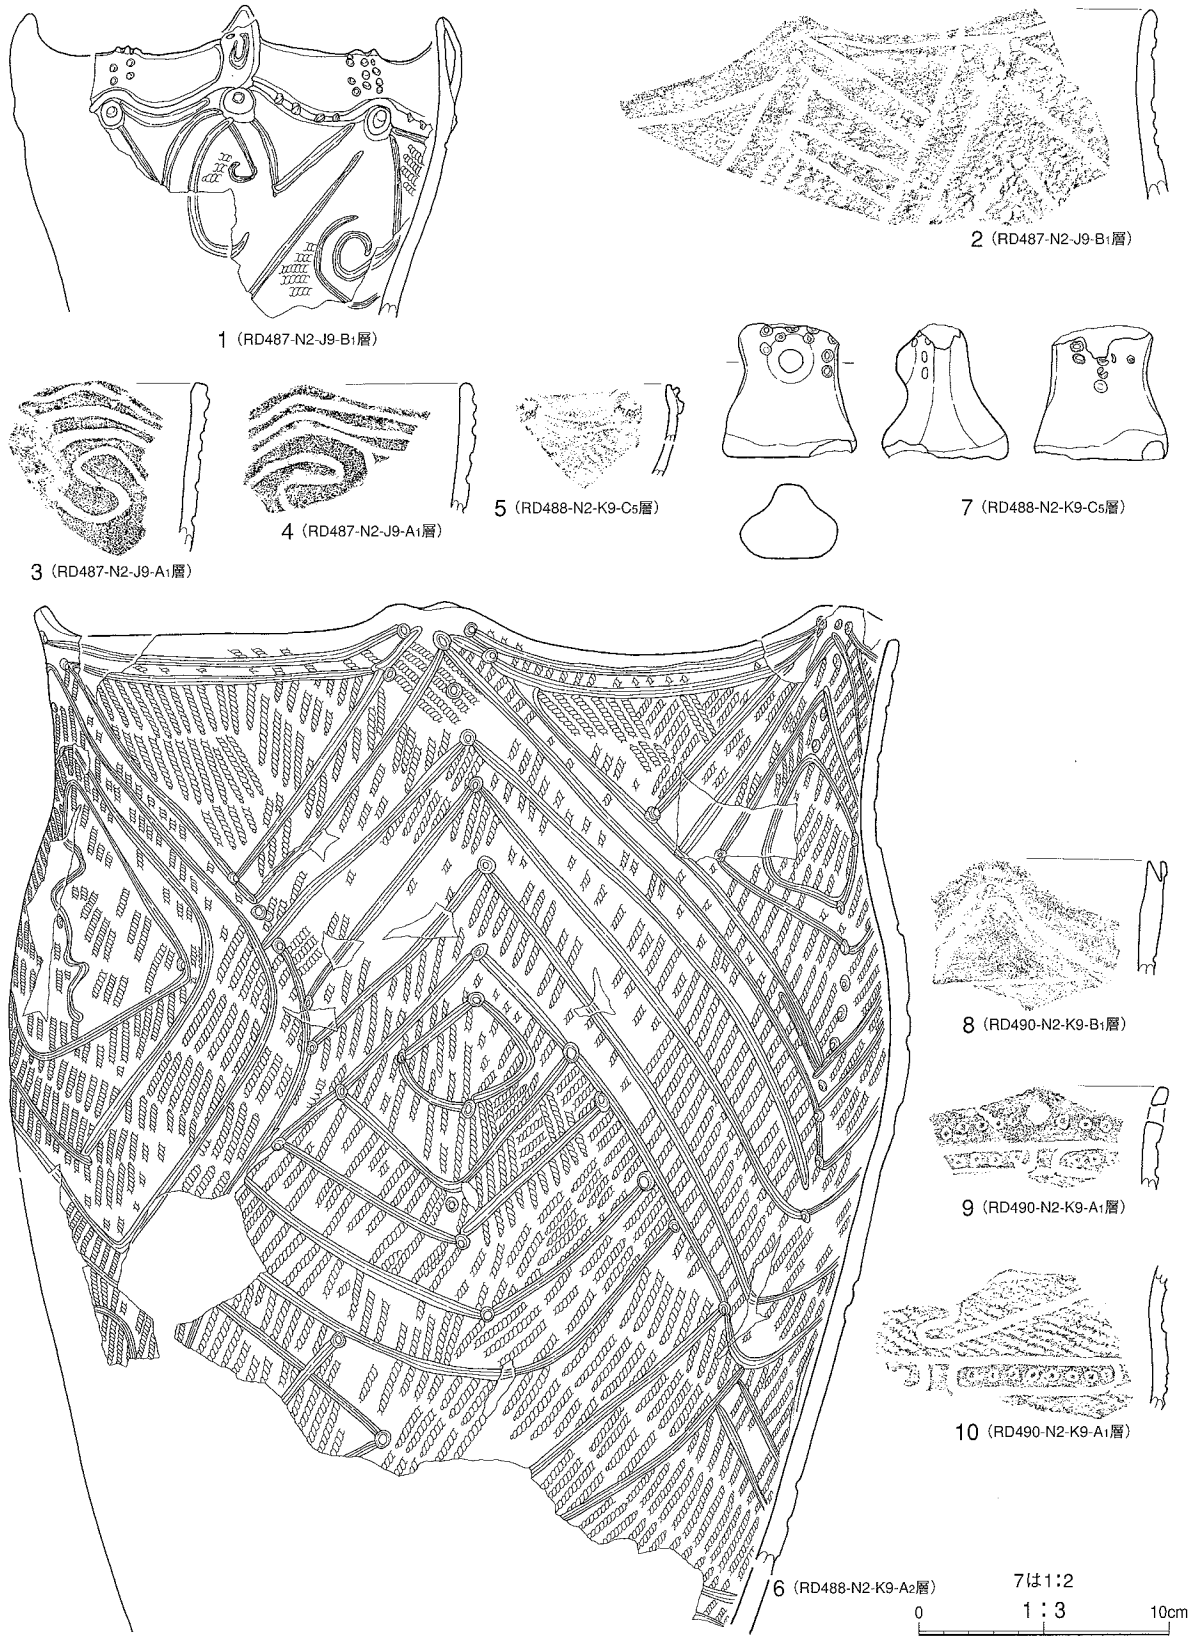 1 (RD487-N2-J9-B1層)
2 (RD487-N2-J9-B1層)
3 (RD487-N2-J9-A1層)
4 (RD487-N2-J9-A1層)
5 (RD488-N2-K9-C5層)
7 (RD488-N2-K9-C5層)
8 (RD490-N2-K9-B1層)
9 (RD490-N2-K9-A1層)
10 (RD490-N2-K9-A1層)
6 (RD488-N2-K9-A2層)
7は1:2
0 1:3 10cm